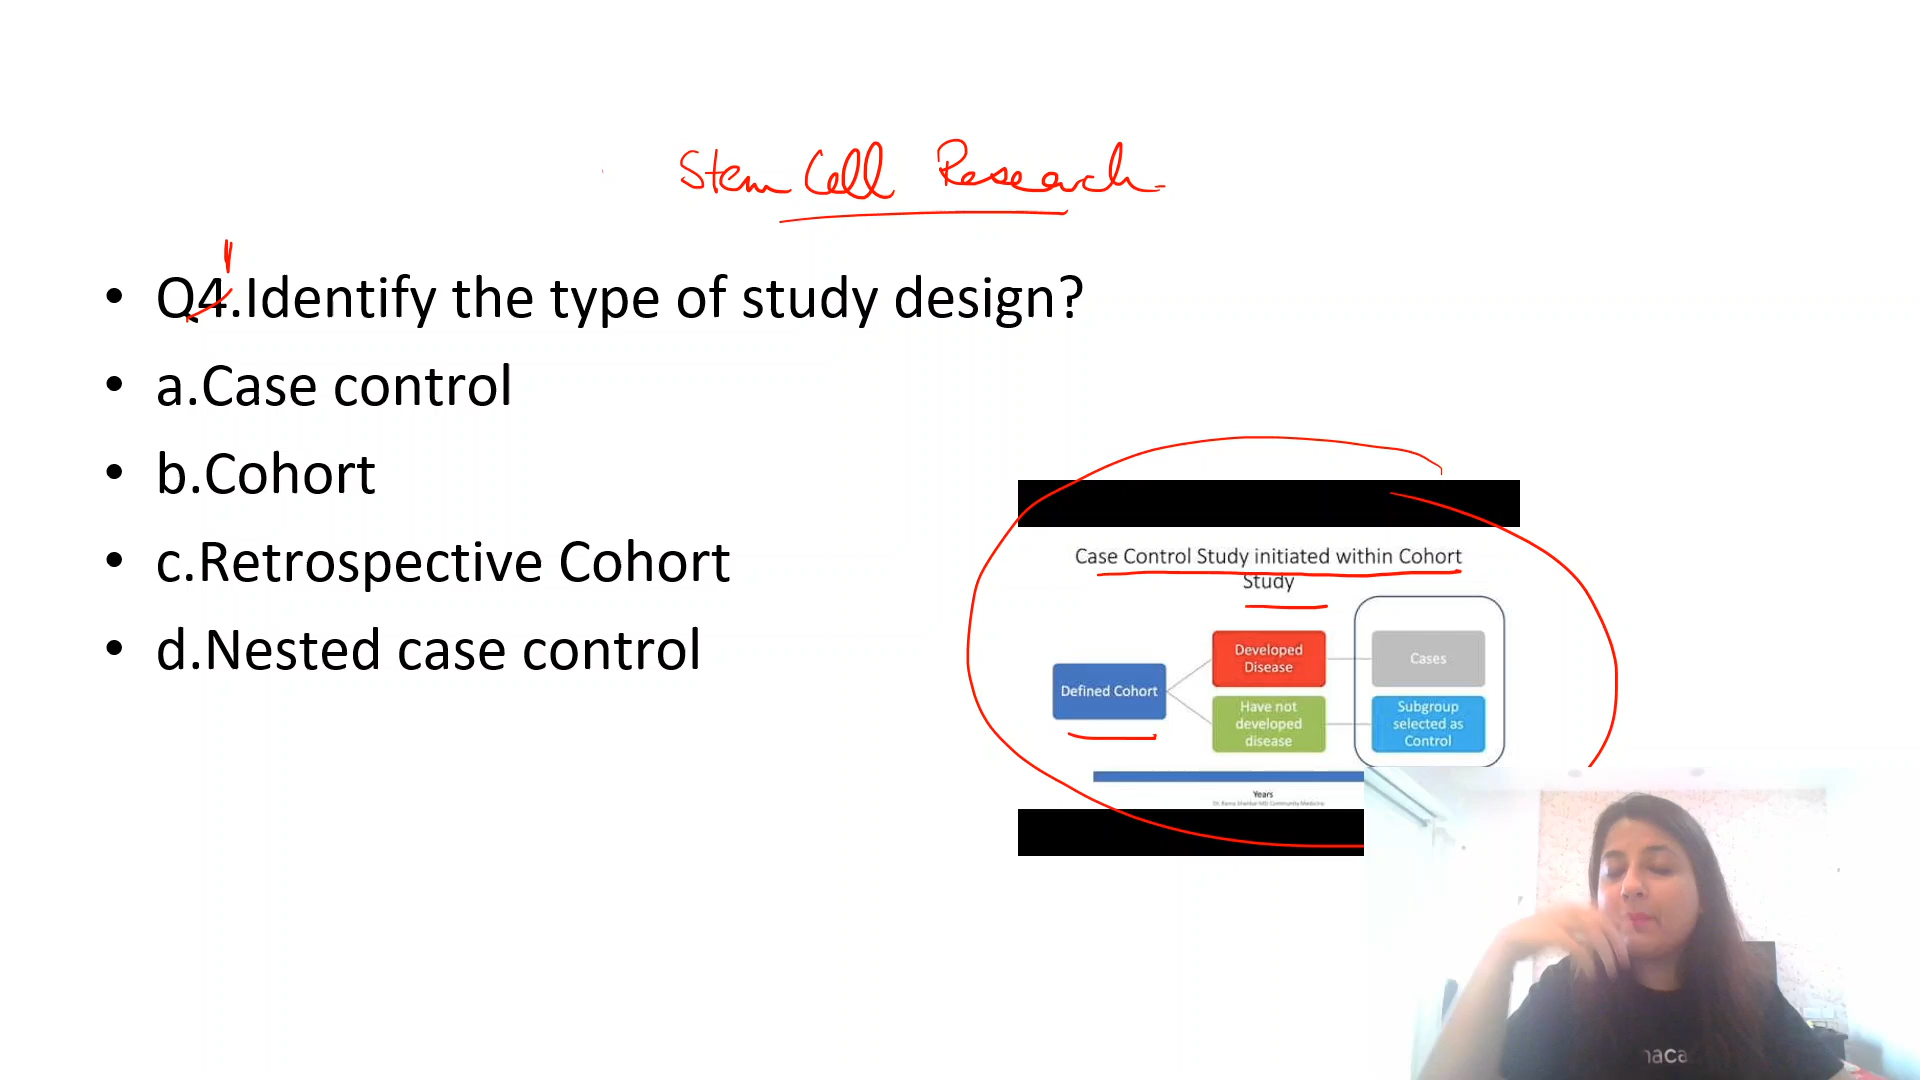 Stem Cell Research
• Q4.Identify the type of study design?
• a.Case control
• b.Cohort
• c.Retrospective Cohort
• d.Nested case control
Case Control Study initiated within Cohort
Study
Defined Cohort
Developed
Disease
Have not
developed
disease
Cases
Subgroup
selected as
Control
Years
Dr. Rama Shankar MD Community Medicine